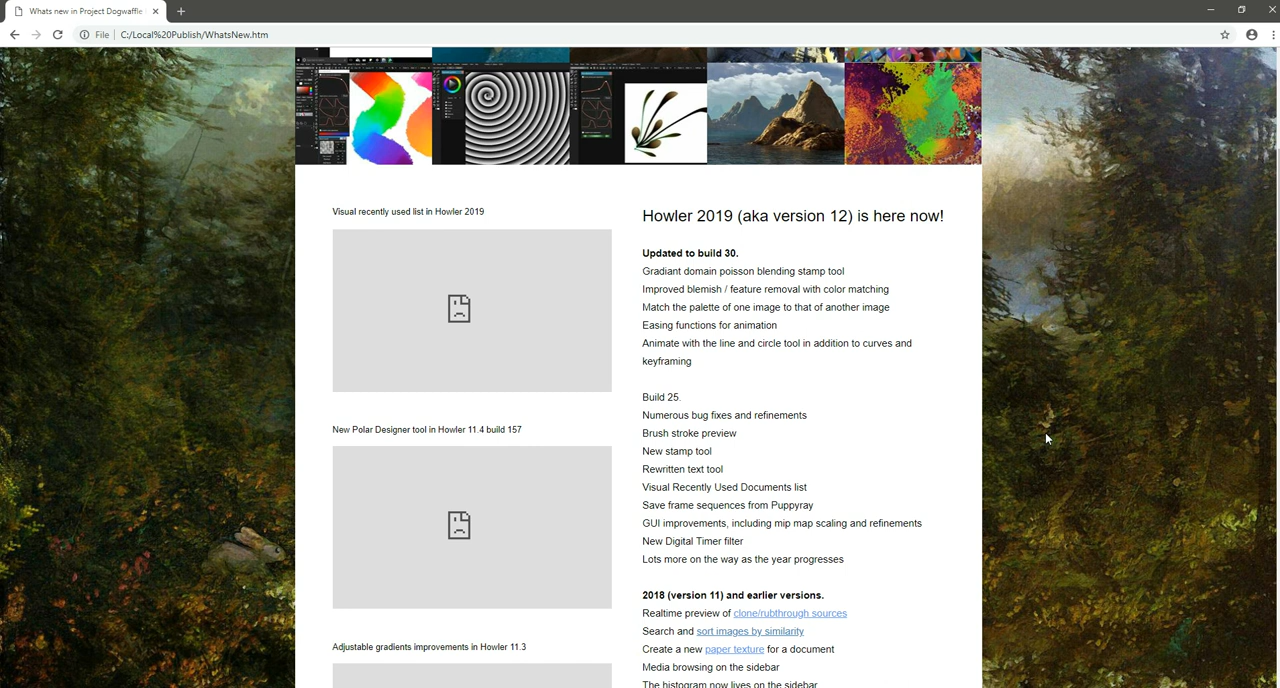 Whats new in Project Dogwaffle
File
C:/Local%20Publish/WhatsNew.htm
Visual recently used list in Howler 2019
New Polar Designer tool in Howler 11.4 build 157
Adjustable gradients improvements in Howler 11.3
Howler 2019 (aka version 12) is here now!
Updated to build 30.
Gradiant domain poisson blending stamp tool
Improved blemish / feature removal with color matching
Match the palette of one image to that of another image
Easing functions for animation
Animate with the line and circle tool in addition to curves and
keyframing
Build 25.
Numerous bug fixes and refinements
Brush stroke preview
New stamp tool
Rewritten text tool
Visual Recently Used Documents list
Save frame sequences from Puppyray
GUI improvements, including mip map scaling and refinements
New Digital Timer filter
Lots more on the way as the year progresses
2018 (version 11) and earlier versions.
Realtime preview of clone/rubthrough sources
Search and sort images by similarity
Create a new paper texture for a document
Media browsing on the sidebar
The histogram now lives on the sidebar